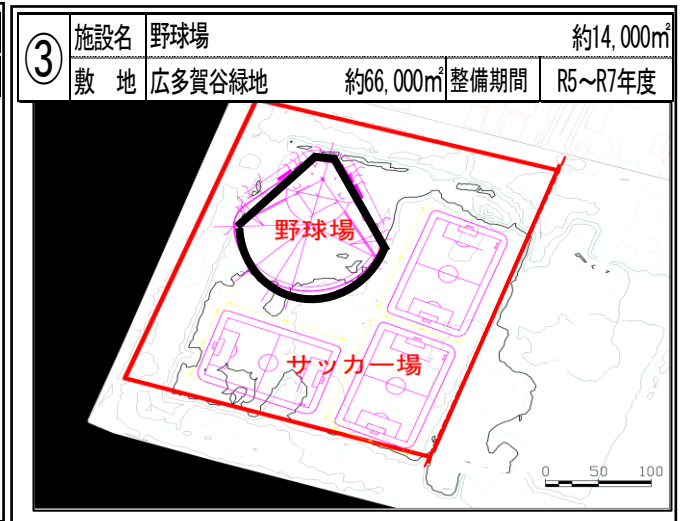 ③ 施設名 野球場 約14,000㎡
敷 地 広多賀谷緑地 約66,000㎡ 整備期間 R5～R7年度
野球場
サッカー場
0 50 100